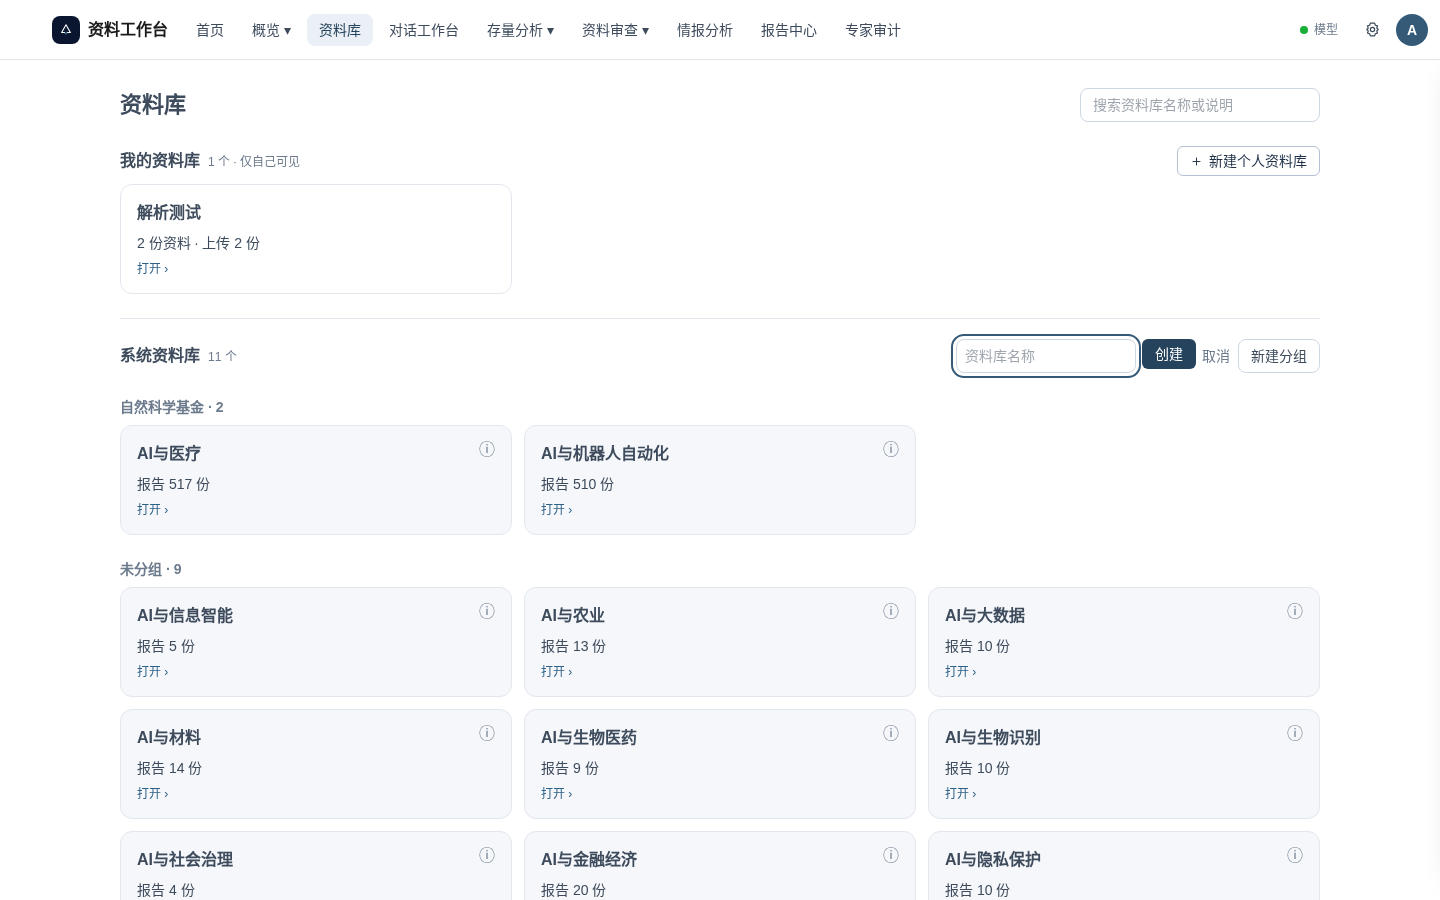 资料工作台 首页 概览 ▾ 资料库 对话工作台 存量分析 ▾ 资料审查 ▾ 情报分析 报告中心 专家审计 模型 A
资料库 搜索资料库名称或说明
我的资料库 1 个 · 仅自己可见 ＋ 新建个人资料库
解析测试
2 份资料 · 上传 2 份
打开 ›
系统资料库 11 个 资料库名称 创建 取消 新建分组
自然科学基金 · 2
AI与医疗 ⓘ AI与机器人自动化 ⓘ
报告 517 份 报告 510 份
打开 › 打开 ›
未分组 · 9
AI与信息智能 ⓘ AI与农业 ⓘ AI与大数据 ⓘ
报告 5 份 报告 13 份 报告 10 份
打开 › 打开 › 打开 ›
AI与材料 ⓘ AI与生物医药 ⓘ AI与生物识别 ⓘ
报告 14 份 报告 9 份 报告 10 份
打开 › 打开 › 打开 ›
AI与社会治理 ⓘ AI与金融经济 ⓘ AI与隐私保护 ⓘ
报告 4 份 报告 20 份 报告 10 份